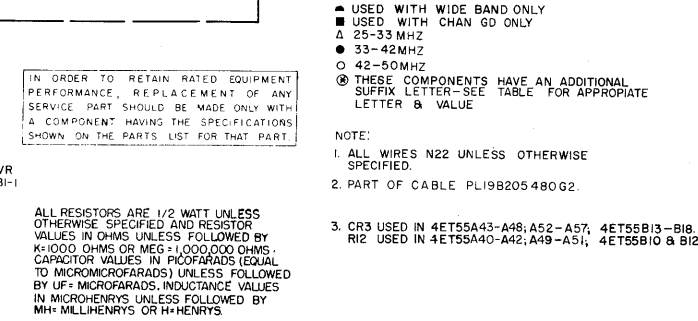 IN ORDER TO RETAIN RATED EQUIPMENT
PERFORMANCE, REPLACEMENT OF ANY
SERVICE PART SHOULD BE MADE ONLY WITH
A COMPONENT HAVING THE SPECIFICATIONS
SHOWN ON THE PARTS LIST FOR THAT PART.
VR
BI-I
ALL RESISTORS ARE 1/2 WATT UNLESS
OTHERWISE SPECIFIED AND RESISTOR
VALUES IN OHMS UNLESS FOLLOWED BY
K=1000 OHMS OR MEG = 1,000,000 OHMS.
CAPACITOR VALUES IN PICOFARADS (EQUAL
TO MICROMICROFARADS) UNLESS FOLLOWED
BY UF= MICROFARADS. INDUCTANCE VALUES
IN MICROHENRYS UNLESS FOLLOWED BY
MH= MILLIHENRYS OR H=HENRYS.
USED WITH WIDE BAND ONLY
■ USED WITH CHAN GD ONLY
Δ 25-33 MHZ
● 33-42MHZ
O 42-50MHZ
⊛ THESE COMPONENTS HAVE AN ADDITIONAL
SUFFIX LETTER-SEE TABLE FOR APPROPIATE
LETTER & VALUE
NOTE:
1. ALL WIRES N22 UNLESS OTHERWISE
SPECIFIED.
2. PART OF CABLE PL19B205480G2.
3. CR3 USED IN 4ET55A43-A48; A52-A57; 4ET55B13-B18.
R12 USED IN 4ET55A40-A42; A49-A51; 4ET55B10 & B12